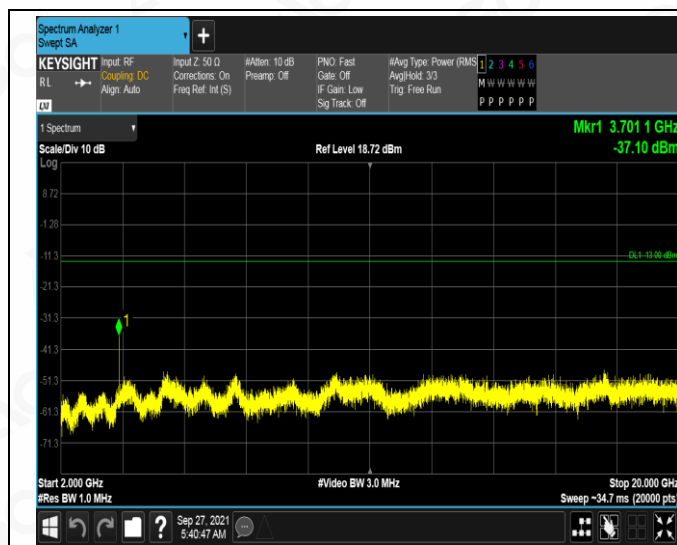 Spectrum Analyzer 1
Swept SA
+
KEYSIGHT
RL
LXI
Input: RF
Coupling: DC
Align: Auto
Input Z: 50 Ω
Corrections: On
Freq Ref: Int (S)
#Atten: 10 dB
Preamp: Off
PNO: Fast
Gate: Off
IF Gain: Low
Sig Track: Off
#Avg Type: Power (RMS
Avg|Hold: 3/3
Trig: Free Run
1 2 3 4 5 6
M W W W W W
P P P P P P
1 Spectrum
Scale/Div 10 dB
Ref Level 18.72 dBm
Mkr1 3.701 1 GHz
-37.10 dBm
Log
8.72
-1.28
-11.3
DL1 -13.00 dBm
-21.3
-31.3
1
-41.3
-51.3
-61.3
-71.3
Start 2.000 GHz
#Video BW 3.0 MHz
Stop 20.000 GHz
#Res BW 1.0 MHz
Sweep ~34.7 ms (20000 pts)
?
Sep 27, 2021
5:40:47 AM